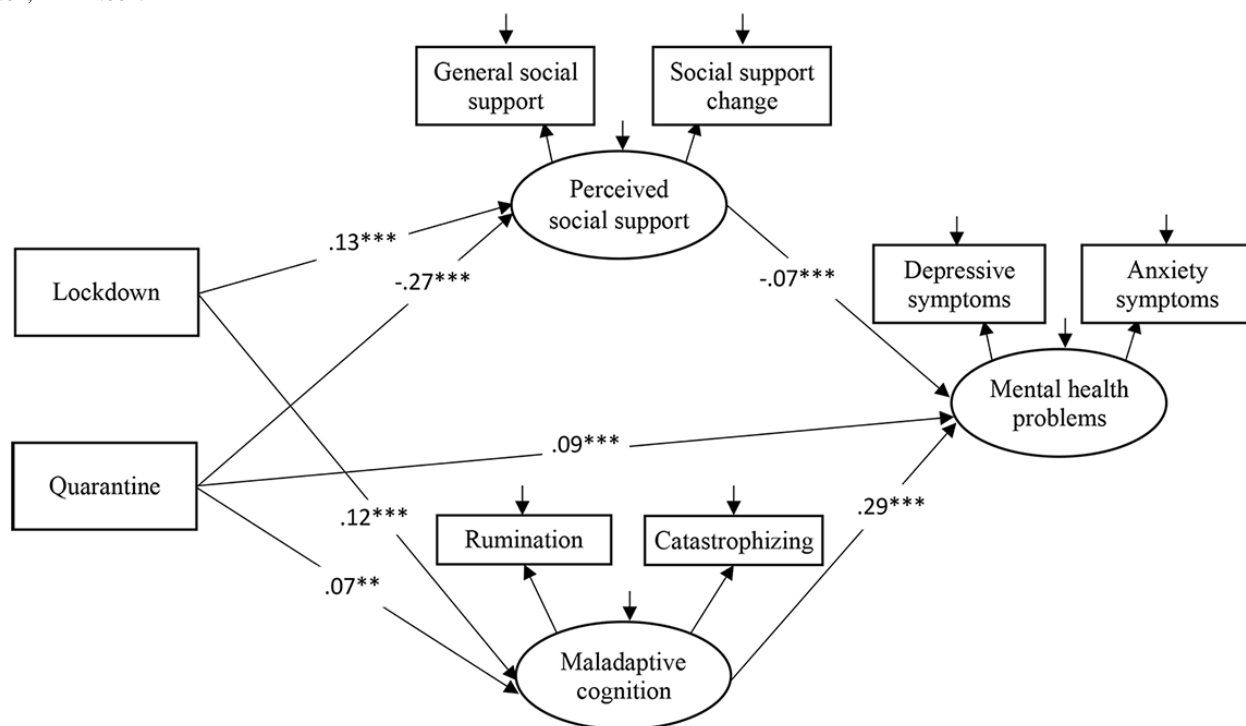 General social
support
Social support
change
Perceived
social support
.13***
-.27***
-.07***
Lockdown
Depressive
symptoms
Anxiety
symptoms
Mental health
problems
.09***
Quarantine
.12***
.29***
Rumination
Catastrophizing
.07**
Maladaptive
cognition